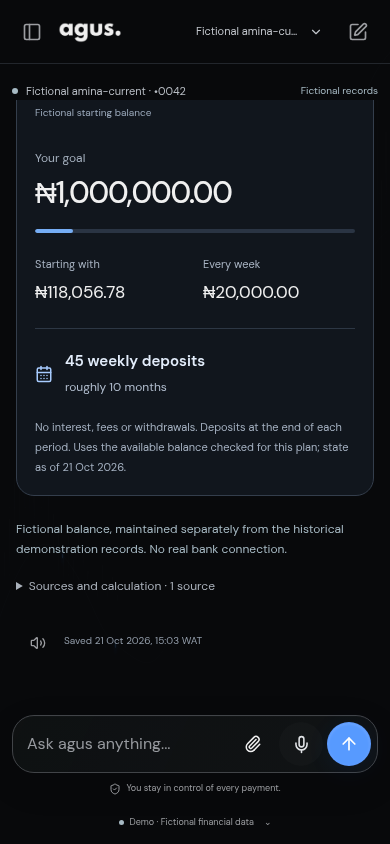 agus.
Fictional amina-cu...
Fictional amina-current · ••0042
Fictional records
Fictional starting balance
Your goal
₦1,000,000.00
Starting with
Every week
₦118,056.78
₦20,000.00
45 weekly deposits
roughly 10 months
No interest, fees or withdrawals. Deposits at the end of each
period. Uses the available balance checked for this plan; state
as of 21 Oct 2026.
Fictional balance, maintained separately from the historical
demonstration records. No real bank connection.
Sources and calculation · 1 source
Saved 21 Oct 2026, 15:03 WAT
Ask agus anything...
You stay in control of every payment.
Demo · Fictional financial data